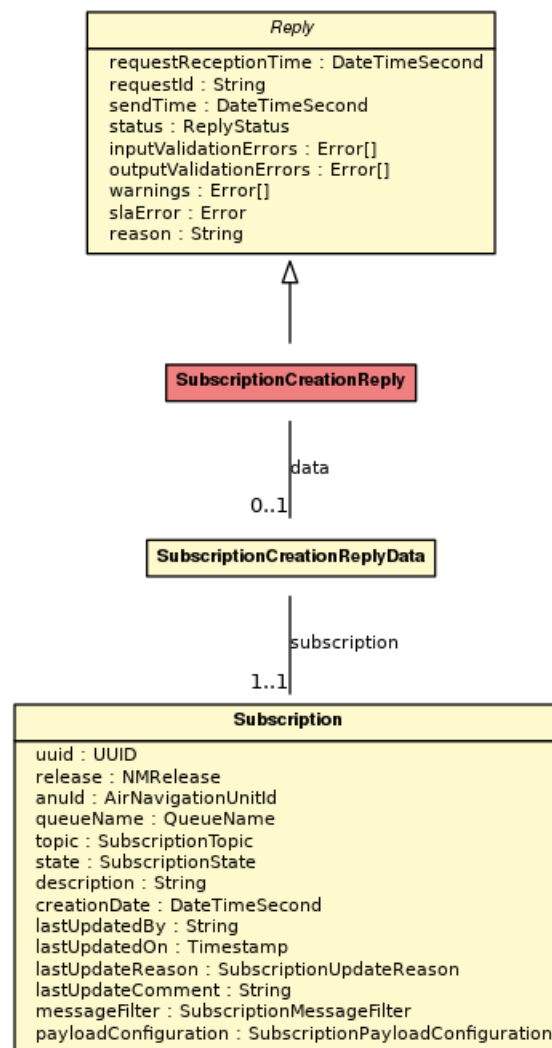 Reply
requestReceptionTime : DateTimeSecond
requestId : String
sendTime : DateTimeSecond
status : ReplyStatus
inputValidationErrors : Error[]
outputValidationErrors : Error[]
warnings : Error[]
slaError : Error
reason : String
SubscriptionCreationReply
data
0..1
SubscriptionCreationReplyData
subscription
1..1
Subscription
uuid : UUID
release : NMRelease
anuId : AirNavigationUnitId
queueName : QueueName
topic : SubscriptionTopic
state : SubscriptionState
description : String
creationDate : DateTimeSecond
lastUpdatedBy : String
lastUpdatedOn : Timestamp
lastUpdateReason : SubscriptionUpdateReason
lastUpdateComment : String
messageFilter : SubscriptionMessageFilter
payloadConfiguration : SubscriptionPayloadConfiguration